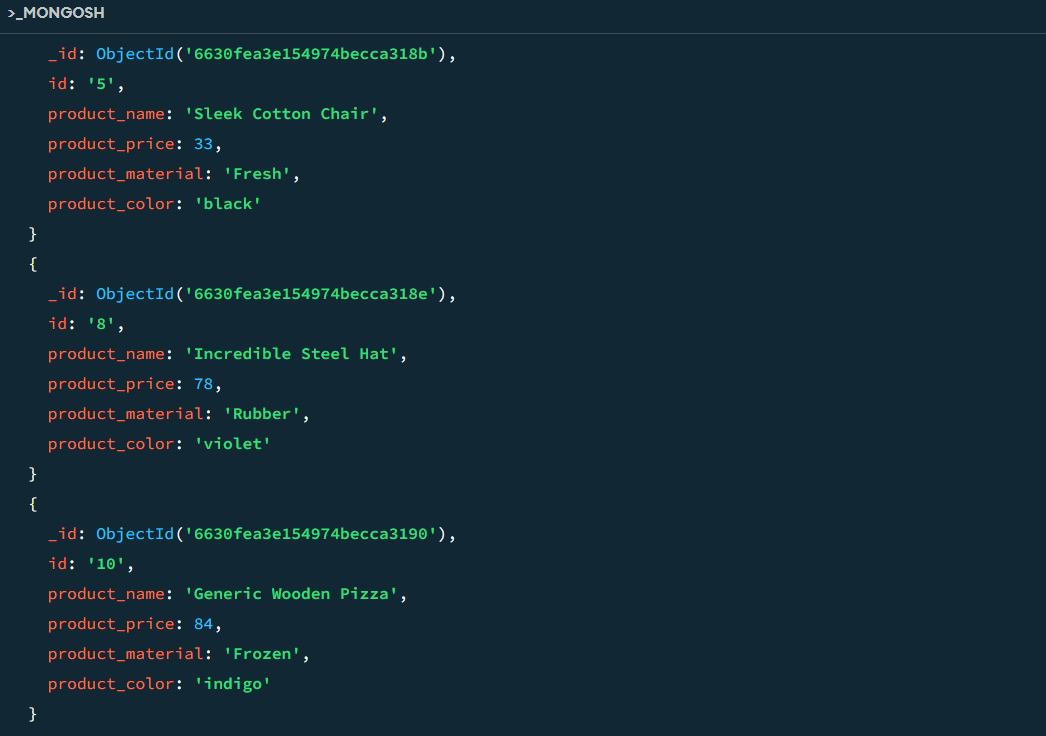 >_MONGOSH
_id: ObjectId('6630fea3e154974becca318b'),
id: '5',
product_name: 'Sleek Cotton Chair',
product_price: 33,
product_material: 'Fresh',
product_color: 'black'
}
{
_id: ObjectId('6630fea3e154974becca318e'),
id: '8',
product_name: 'Incredible Steel Hat',
product_price: 78,
product_material: 'Rubber',
product_color: 'violet'
}
{
_id: ObjectId('6630fea3e154974becca3190'),
id: '10',
product_name: 'Generic Wooden Pizza',
product_price: 84,
product_material: 'Frozen',
product_color: 'indigo'
}